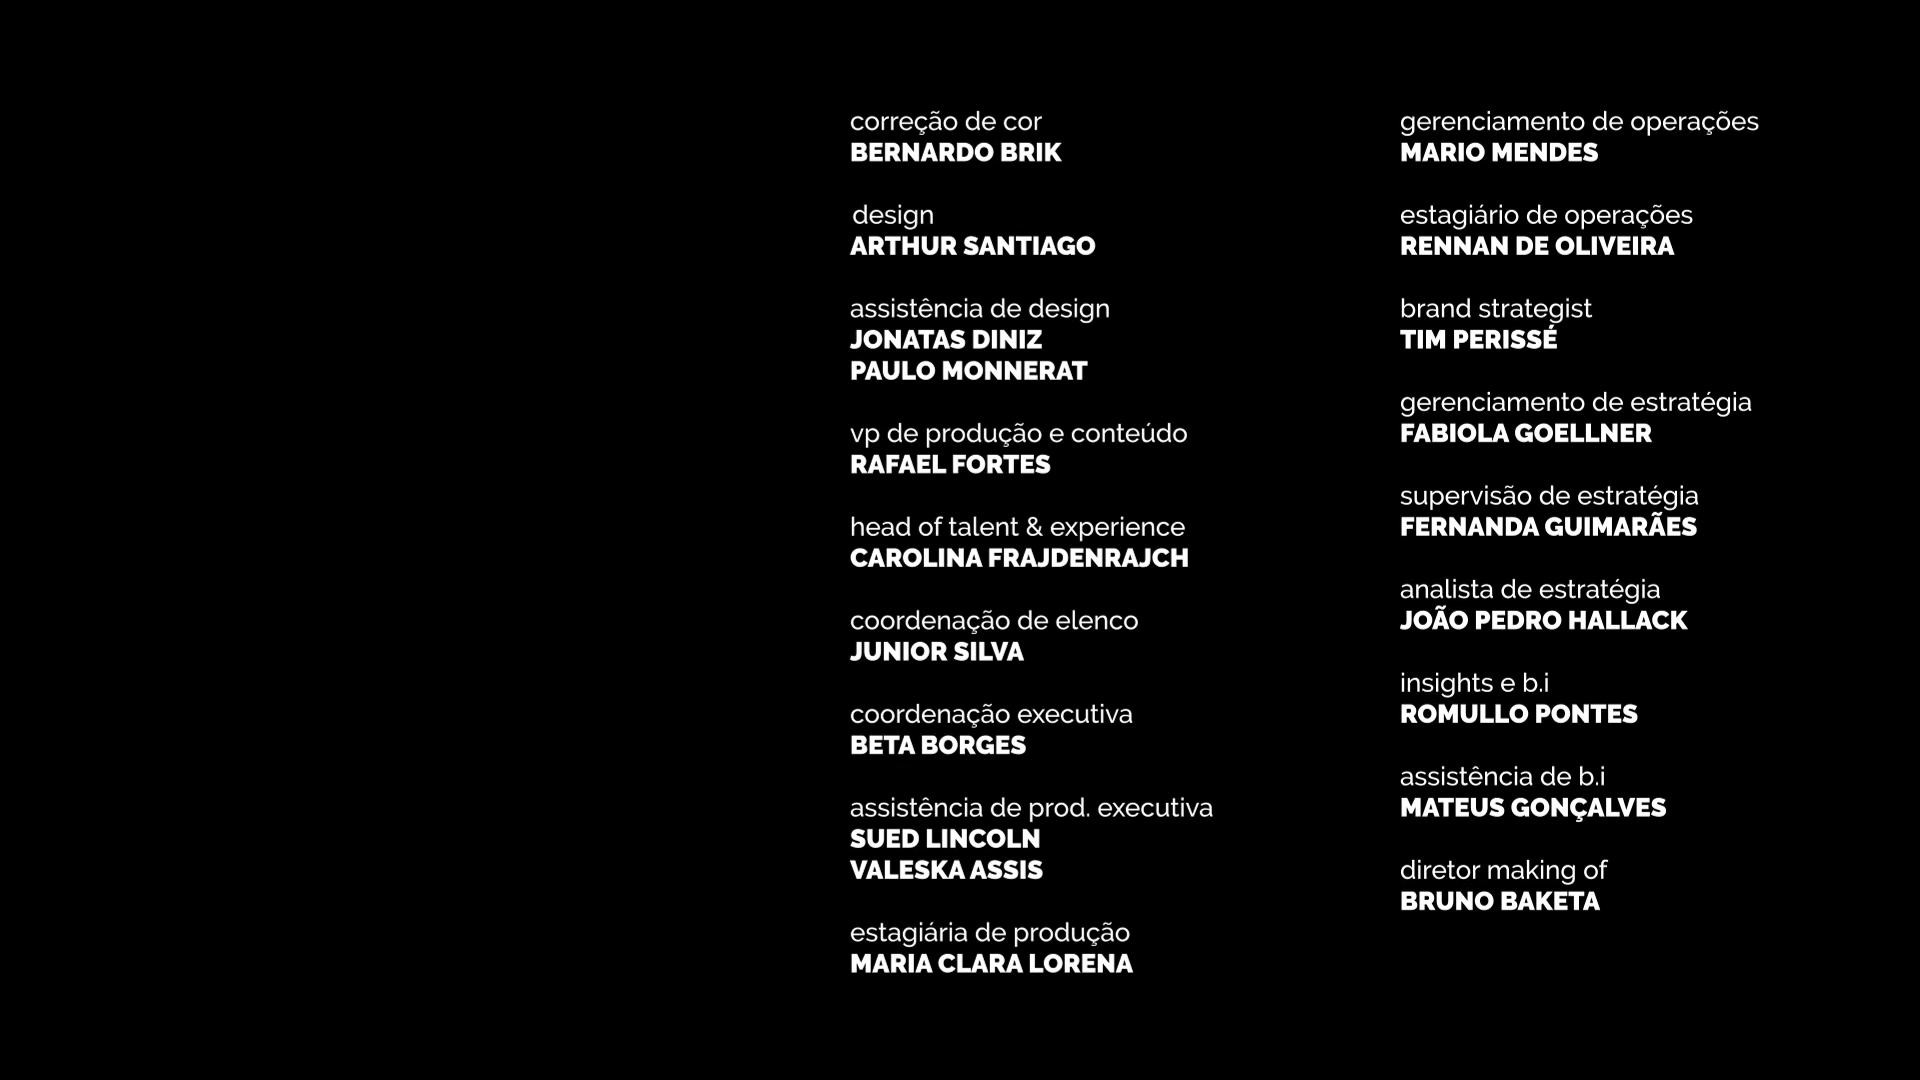 correção de cor
BERNARDO BRIK
design
ARTHUR SANTIAGO
assistência de design
JONATAS DINIZ
PAULO MONNERAT
vp de produção e conteúdo
RAFAEL FORTES
head of talent & experience
CAROLINA FRAJDENRAJCH
coordenação de elenco
JUNIOR SILVA
coordenação executiva
BETA BORGES
assistência de prod. executiva
SUED LINCOLN
VALESKA ASSIS
estagiária de produção
MARIA CLARA LORENA
gerenciamento de operações
MARIO MENDES
estagiário de operações
RENNAN DE OLIVEIRA
brand strategist
TIM PERISSÉ
gerenciamento de estratégia
FABIOLA GOELLNER
supervisão de estratégia
FERNANDA GUIMARÃES
analista de estratégia
JOÃO PEDRO HALLACK
insights e b.i
ROMULLO PONTES
assistência de b.i
MATEUS GONÇALVES
diretor making of
BRUNO BAKETA